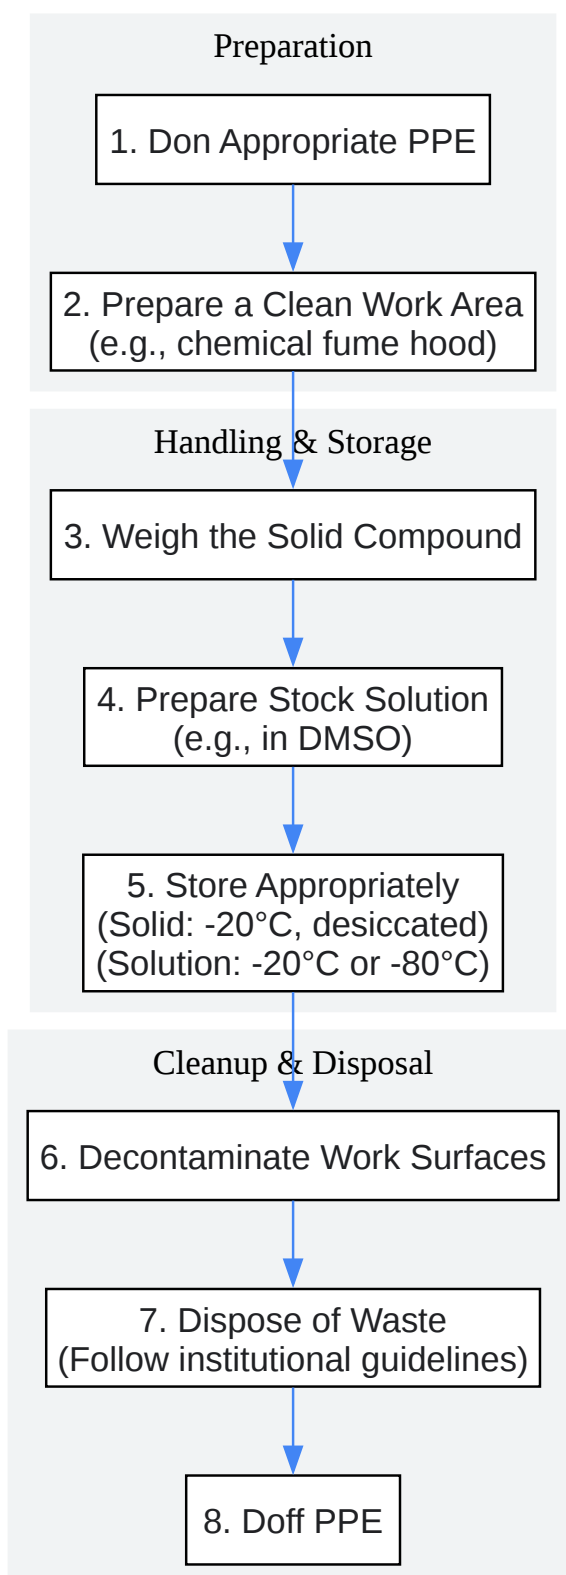 Preparation
1. Don Appropriate PPE
2. Prepare a Clean Work Area
(e.g., chemical fume hood)
Handling & Storage
3. Weigh the Solid Compound
4. Prepare Stock Solution
(e.g., in DMSO)
5. Store Appropriately
(Solid: -20°C, desiccated)
(Solution: -20°C or -80°C)
Cleanup & Disposal
6. Decontaminate Work Surfaces
7. Dispose of Waste
(Follow institutional guidelines)
8. Doff PPE